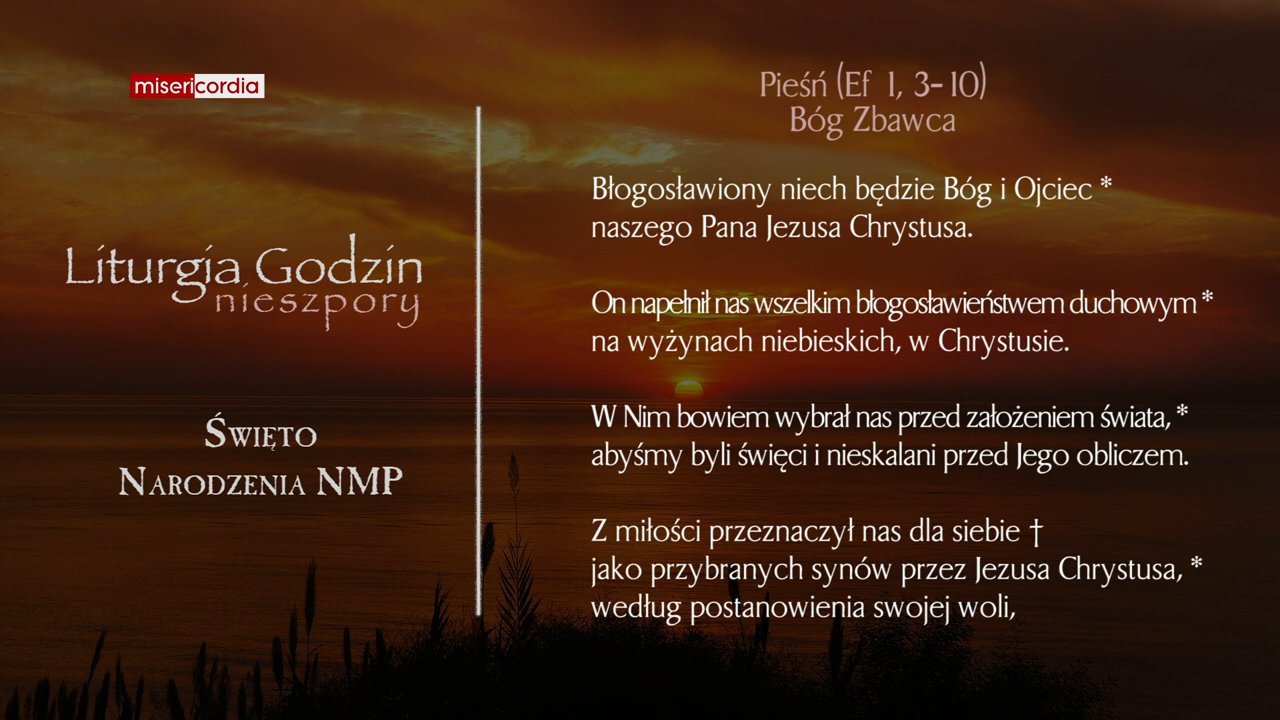 misericordia
Liturgia Godzin
nieszpory
Święto
Narodzenia NMP
Pieśń (Ef 1, 3-10)
Bóg Zbawca
Błogosławiony niech będzie Bóg i Ojciec *
naszego Pana Jezusa Chrystusa.
On napełnił nas wszelkim błogosławieństwem duchowym *
na wyżynach niebieskich, w Chrystusie.
W Nim bowiem wybrał nas przed założeniem świata, *
abyśmy byli święci i nieskalani przed Jego obliczem.
Z miłości przeznaczył nas dla siebie †
jako przybranych synów przez Jezusa Chrystusa, *
według postanowienia swojej woli,